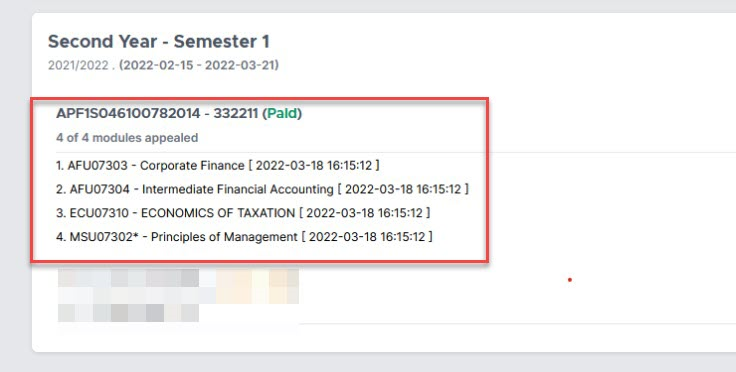 Second Year - Semester 1
2021/2022 . (2022-02-15 - 2022-03-21)
APF1S046100782014 - 332211 (Paid)
4 of 4 modules appealed
1. AFU07303 - Corporate Finance [ 2022-03-18 16:15:12 ]
2. AFU07304 - Intermediate Financial Accounting [ 2022-03-18 16:15:12 ]
3. ECU07310 - ECONOMICS OF TAXATION [ 2022-03-18 16:15:12 ]
4. MSU07302* - Principles of Management [ 2022-03-18 16:15:12 ]